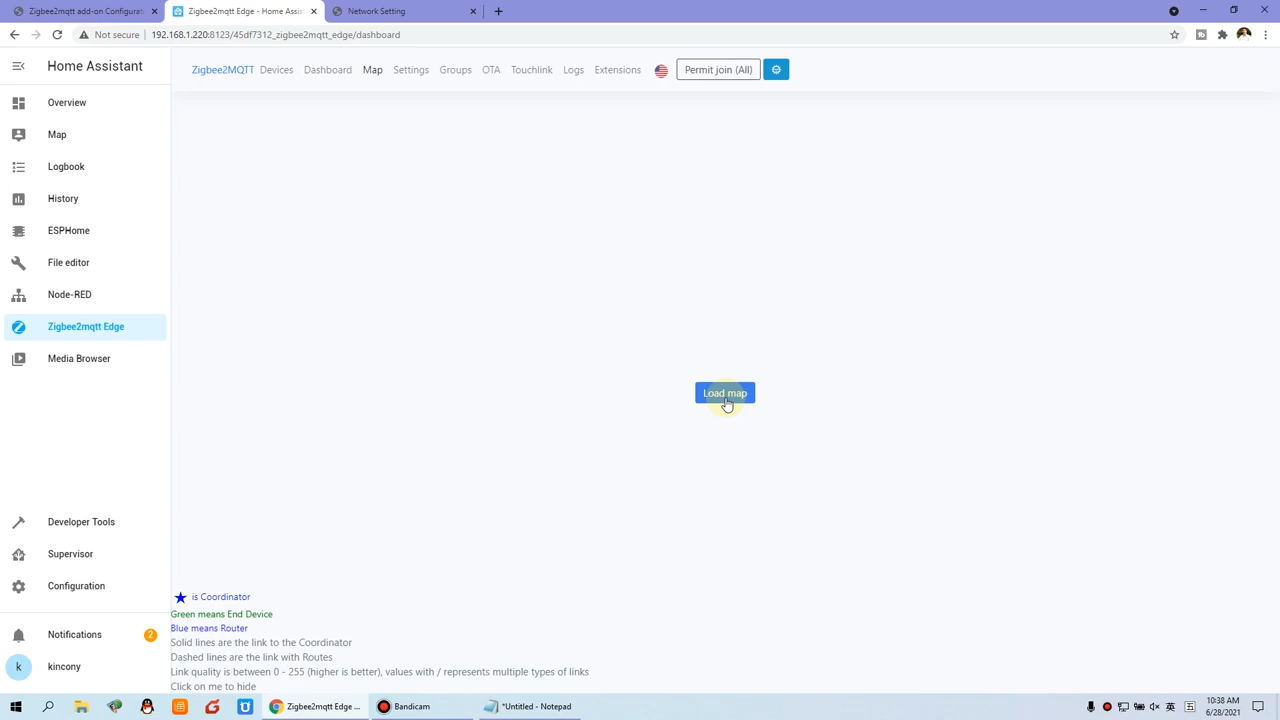 Zigbee2mqtt add-on Configurat
Zigbee2mqtt Edge - Home Assist
Network Setting
Not secure
192.168.1.220:8123/45df7312_zigbee2mqtt_edge/dashboard
Home Assistant
Zigbee2MQTT Devices Dashboard Map Settings Groups OTA Touchlink Logs Extensions Permit join (All)
Overview
Map
Logbook
History
ESPHome
File editor
Node-RED
Zigbee2mqtt Edge
Media Browser
Load map
Developer Tools
Supervisor
Configuration
Notifications 2
k kincony
is Coordinator
Green means End Device
Blue means Router
Solid lines are the link to the Coordinator
Dashed lines are the link with Routes
Link quality is between 0 - 255 (higher is better), values with / represents multiple types of links
Click on me to hide
Zigbee2mqtt Edge ...
Bandicam
*Untitled - Notepad
英
10:38 AM
6/28/2021